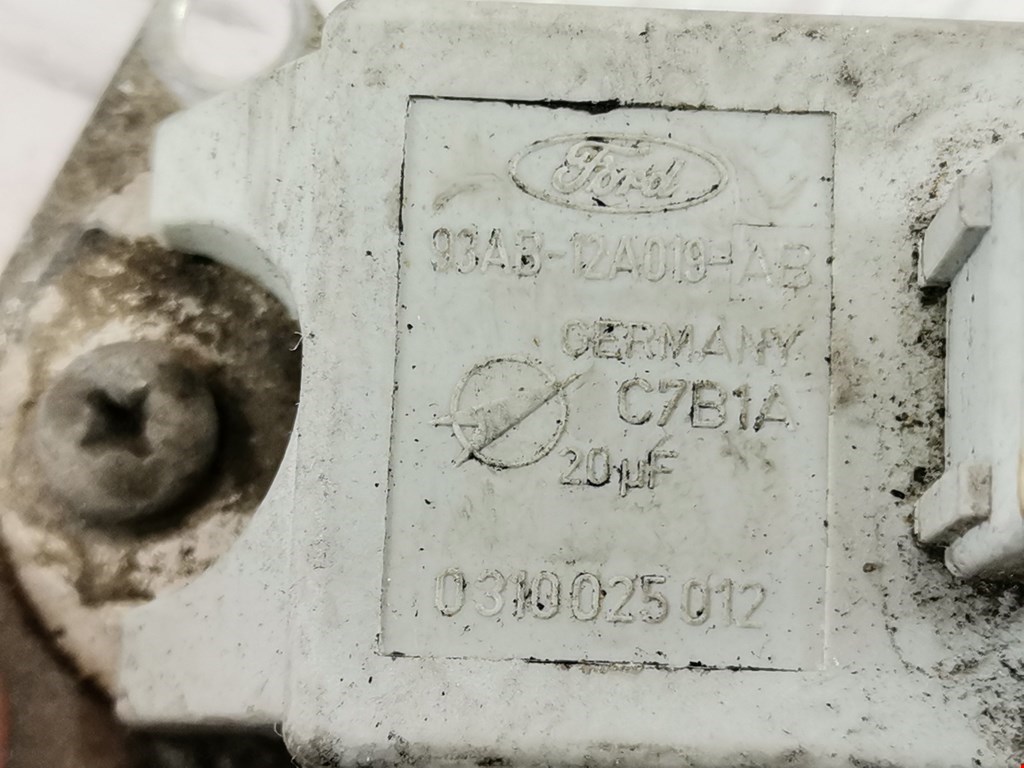 Ford
93AB-12A019-AB
GERMANY
C7B1A
20µF
0310025012